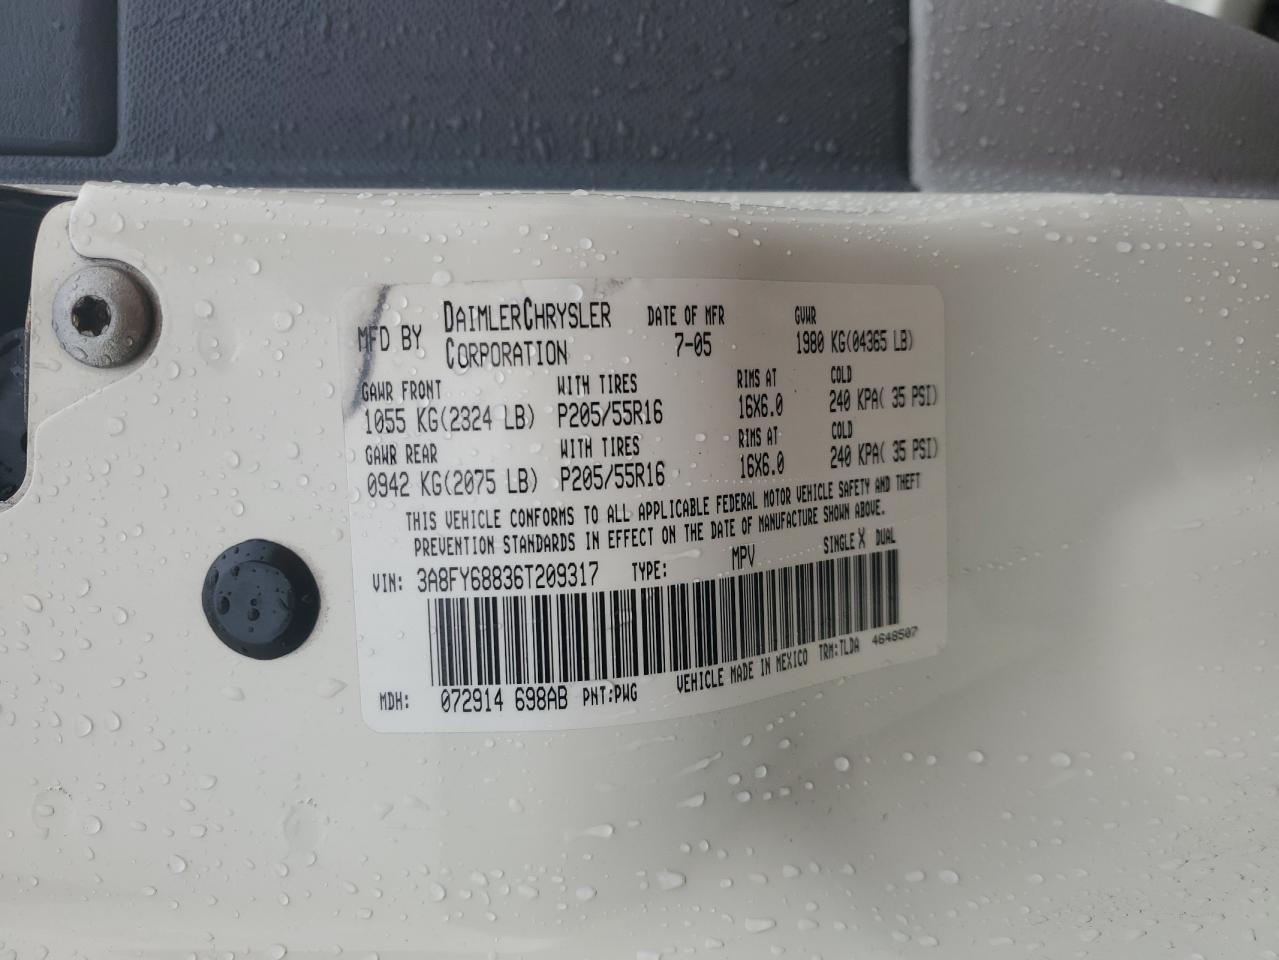 MFD BY DAIMLERCHRYSLER CORPORATION DATE OF MFR 7-05 GVWR 1980 KG(04365 LB)
GAWR FRONT WITH TIRES RIMS AT COLD
1055 KG(2324 LB) P205/55R16 16X6.0 240 KPA( 35 PSI)
GAWR REAR WITH TIRES RIMS AT COLD
0942 KG(2075 LB) P205/55R16 16X6.0 240 KPA( 35 PSI)
THIS VEHICLE CONFORMS TO ALL APPLICABLE FEDERAL MOTOR VEHICLE SAFETY AND THEFT
PREVENTION STANDARDS IN EFFECT ON THE DATE OF MANUFACTURE SHOWN ABOVE.
VIN: 3A8FY68836T209317 TYPE: MPV SINGLE X DUAL
MDH: 072914 698AB PNT:PWG VEHICLE MADE IN MEXICO TRM:TLDA 4648507